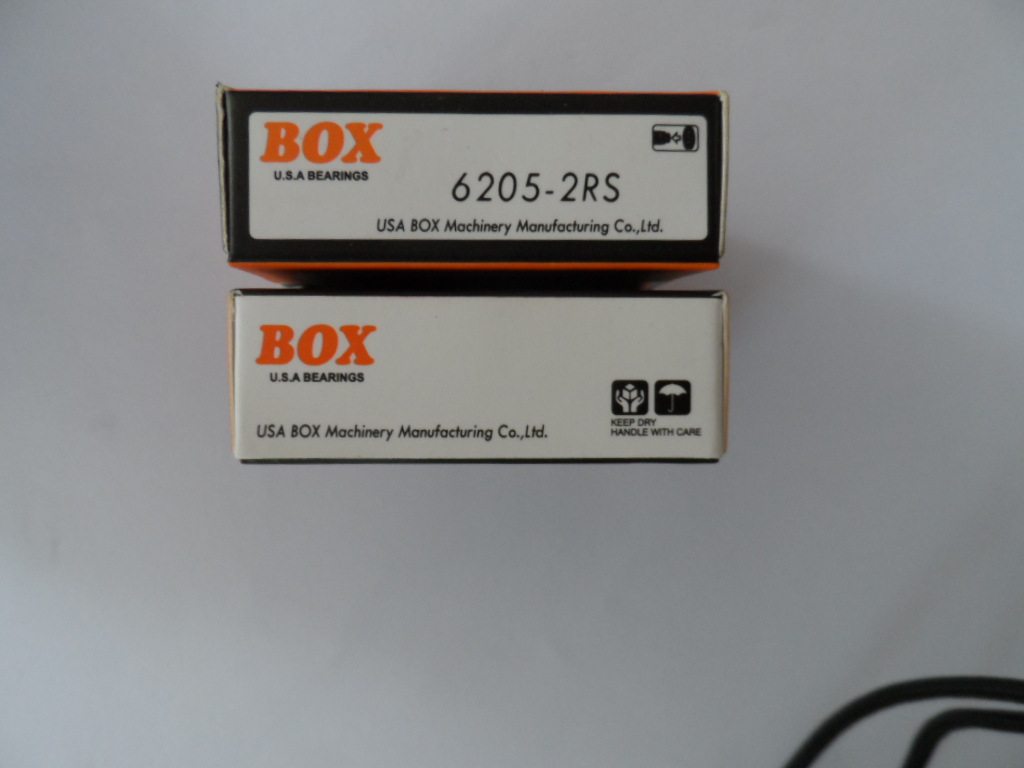 BOX
U.S.A BEARINGS
6205-2RS
USA BOX Machinery Manufacturing Co.,Ltd.
BOX
U.S.A BEARINGS
USA BOX Machinery Manufacturing Co.,Ltd.
KEEP DRY
HANDLE WITH CARE